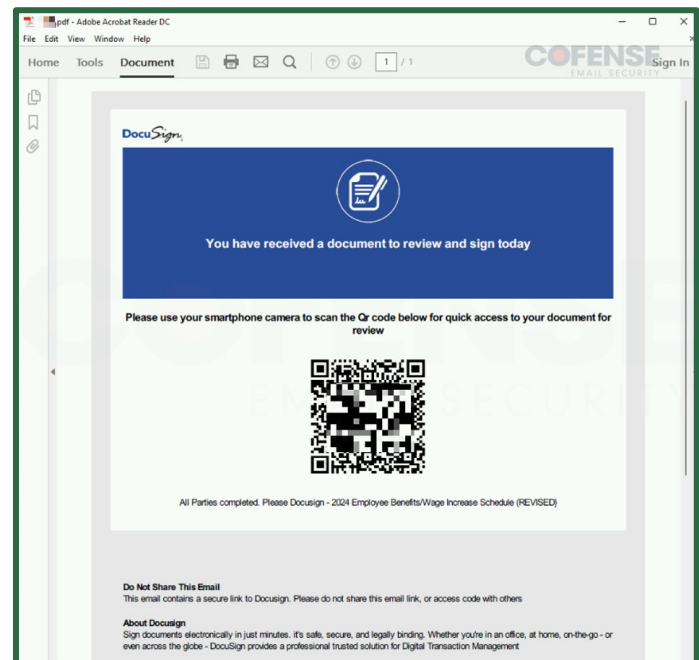 .pdf - Adobe Acrobat Reader DC
File Edit View Window Help
Home Tools Document 1 / 1 Sign In
COFENSE
EMAIL SECURITY
DocuSign
You have received a document to review and sign today
Please use your smartphone camera to scan the Qr code below for quick access to your document for
review
COFENSE
EMAIL SECURITY
All Parties completed. Please Docusign - 2024 Employee Benefits/Wage Increase Schedule (REVISED)
Do Not Share This Email
This email contains a secure link to Docusign. Please do not share this email link, or access code with others
About Docusign
Sign documents electronically in just minutes. it's safe, secure, and legally binding. Whether you're in an office, at home, on-the-go - or
even across the globe - DocuSign provides a professional trusted solution for Digital Transaction Management